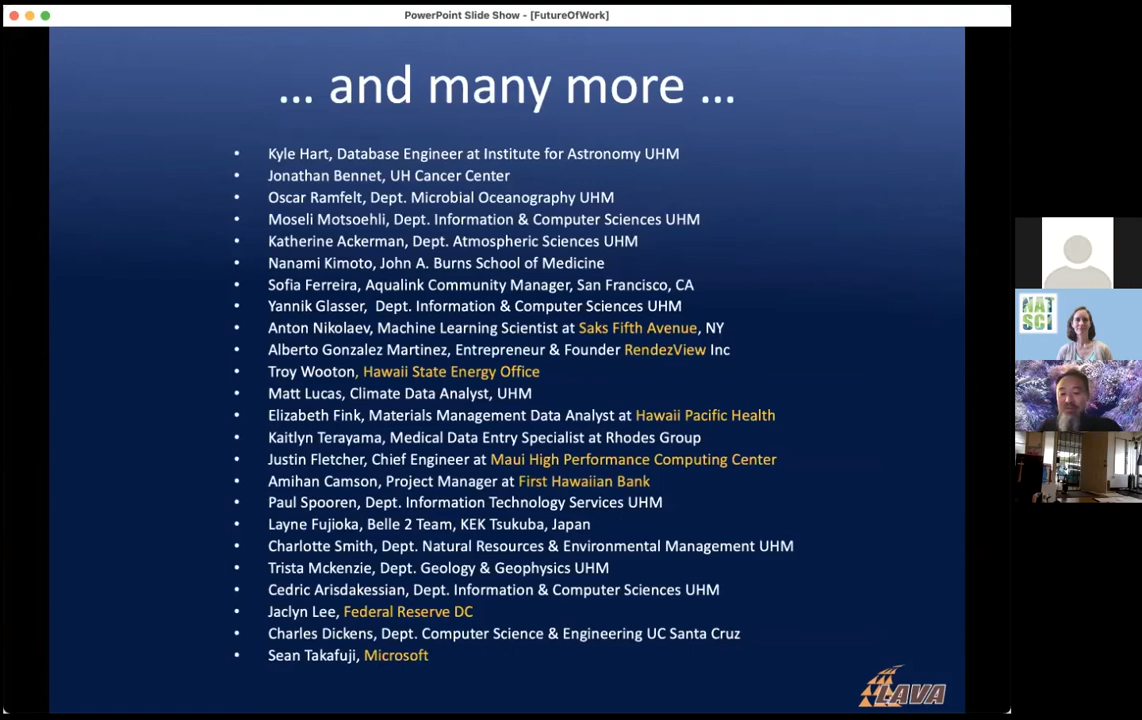 PowerPoint Slide Show - [FutureOfWork]
... and many more ...
• Kyle Hart, Database Engineer at Institute for Astronomy UHM
• Jonathan Bennet, UH Cancer Center
• Oscar Ramfelt, Dept. Microbial Oceanography UHM
• Moseli Motsoehli, Dept. Information & Computer Sciences UHM
• Katherine Ackerman, Dept. Atmospheric Sciences UHM
• Nanami Kimoto, John A. Burns School of Medicine
• Sofia Ferreira, Aqualink Community Manager, San Francisco, CA
• Yannik Glasser, Dept. Information & Computer Sciences UHM
• Anton Nikolaev, Machine Learning Scientist at Saks Fifth Avenue, NY
• Alberto Gonzalez Martinez, Entrepreneur & Founder RendezView Inc
• Troy Wooton, Hawaii State Energy Office
• Matt Lucas, Climate Data Analyst, UHM
• Elizabeth Fink, Materials Management Data Analyst at Hawaii Pacific Health
• Kaitlyn Terayama, Medical Data Entry Specialist at Rhodes Group
• Justin Fletcher, Chief Engineer at Maui High Performance Computing Center
• Amihan Camson, Project Manager at First Hawaiian Bank
• Paul Spooren, Dept. Information Technology Services UHM
• Layne Fujioka, Belle 2 Team, KEK Tsukuba, Japan
• Charlotte Smith, Dept. Natural Resources & Environmental Management UHM
• Trista Mckenzie, Dept. Geology & Geophysics UHM
• Cedric Arisdakessian, Dept. Information & Computer Sciences UHM
• Jaclyn Lee, Federal Reserve DC
• Charles Dickens, Dept. Computer Science & Engineering UC Santa Cruz
• Sean Takafuji, Microsoft
LAVA
NAT
SCI